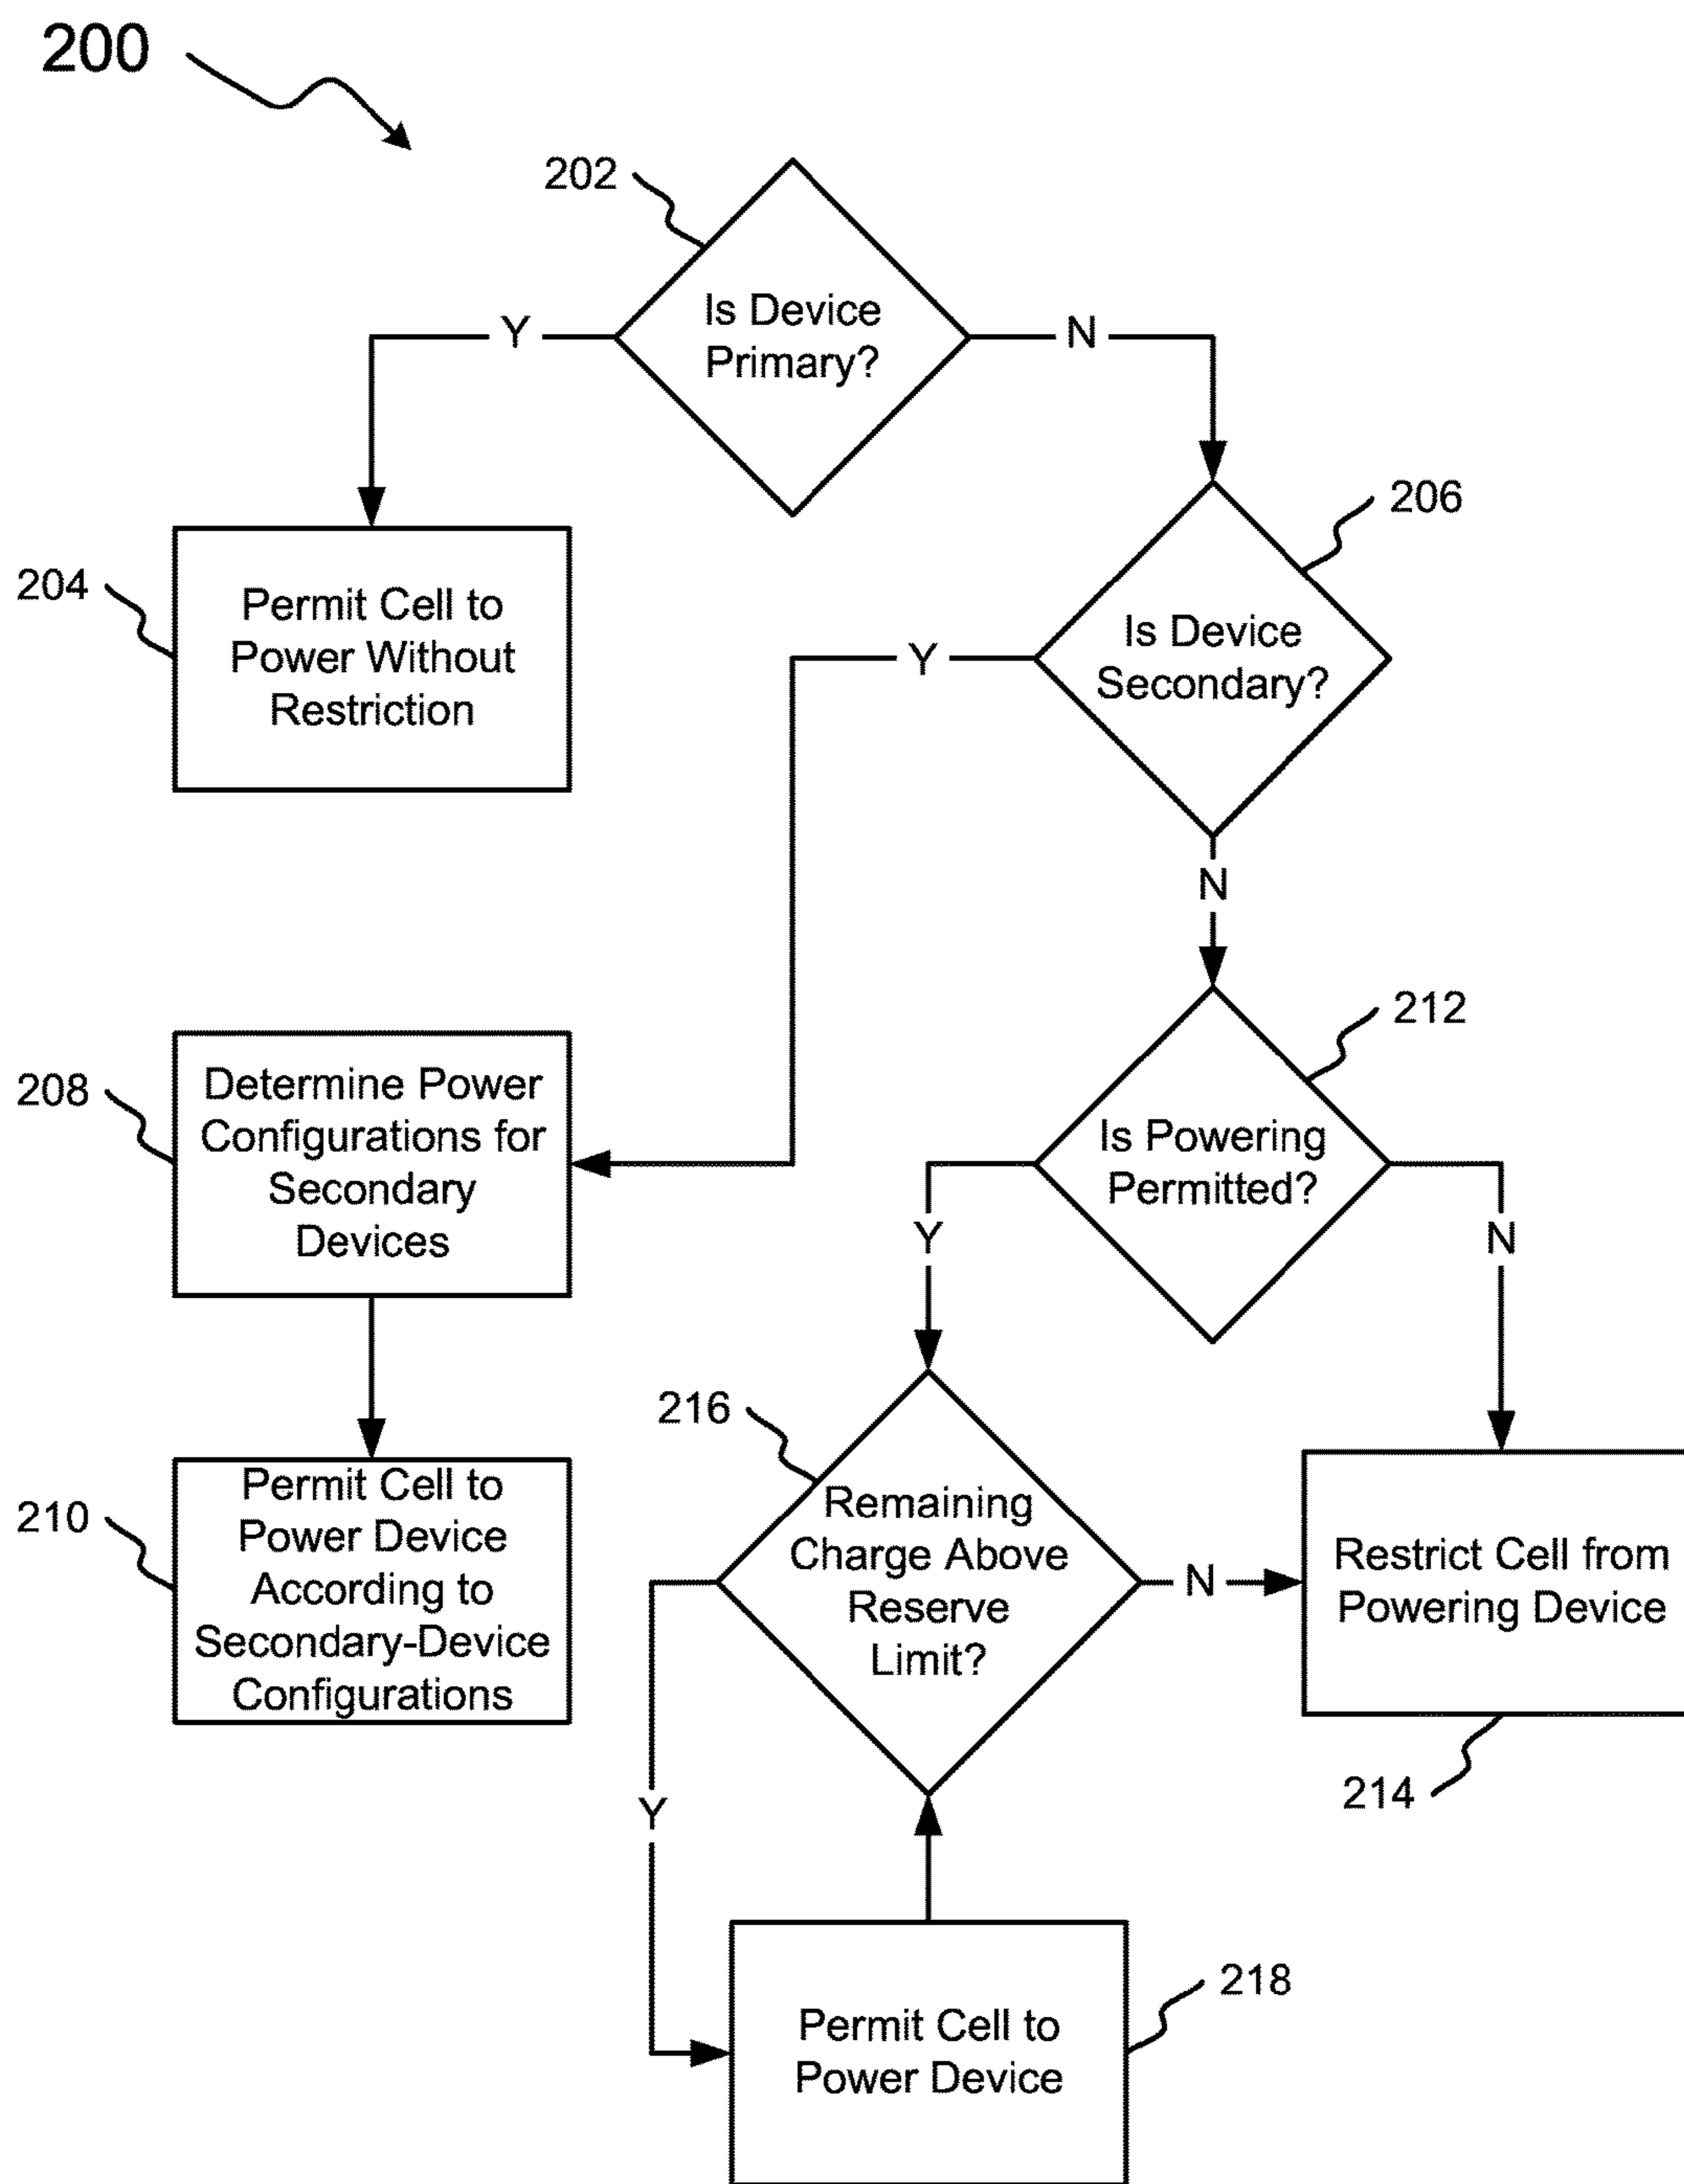 200
202
Is Device
Primary?
Y
N
204
Permit Cell to
Power Without
Restriction
206
Is Device
Secondary?
Y
N
208
Determine Power
Configurations for
Secondary
Devices
212
Is Powering
Permitted?
Y
N
210
Permit Cell to
Power Device
According to
Secondary-Device
Configurations
216
Remaining
Charge Above
Reserve
Limit?
N
Y
Restrict Cell from
Powering Device
214
218
Permit Cell to
Power Device